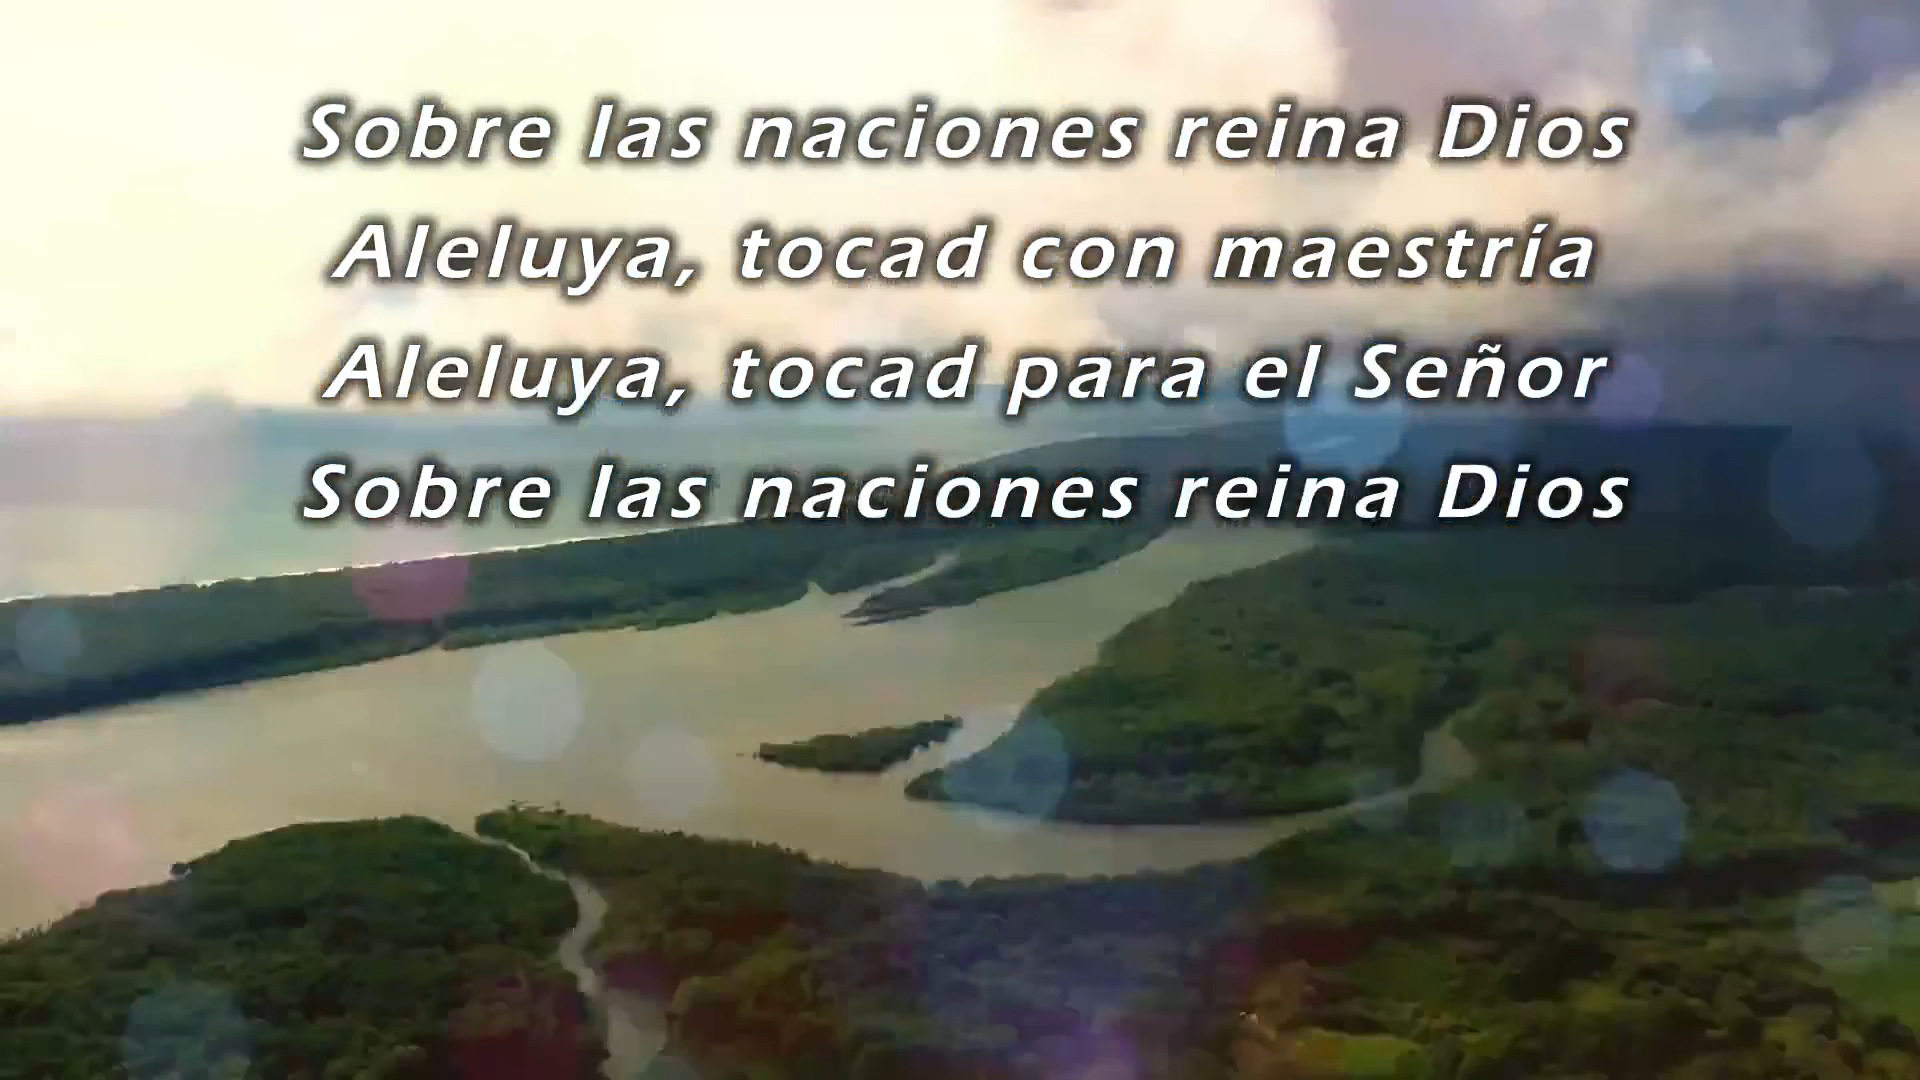 Sobre las naciones reina Dios
Aleluya, tocad con maestría
Aleluya, tocad para el Señor
Sobre las naciones reina Dios